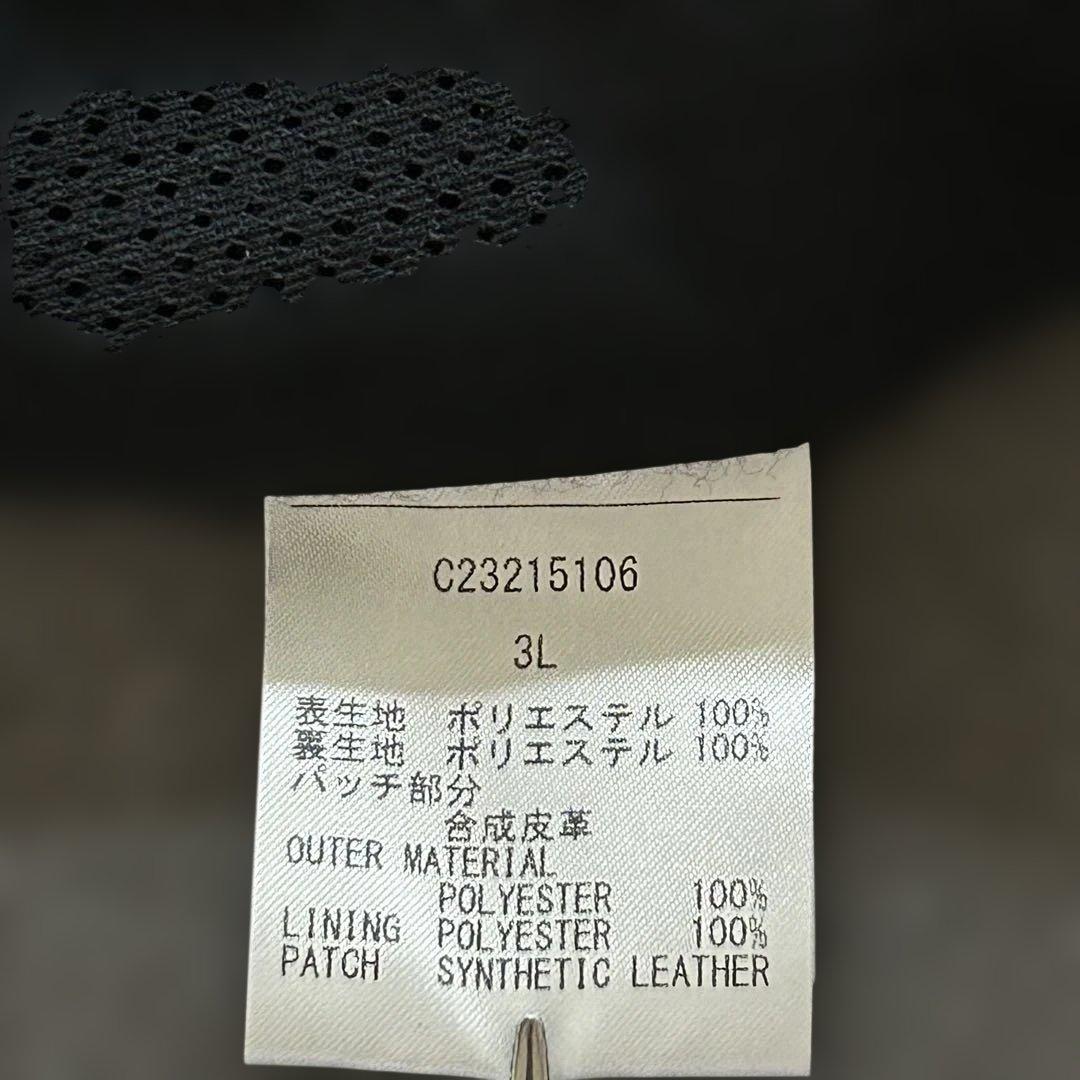 C23215106
3L
表生地 ポリエステル 100%
裏生地 ポリエステル 100%
パッチ部分
合成皮革
OUTER MATERIAL
POLYESTER 100%
LINING POLYESTER 100%
PATCH SYNTHETIC LEATHER